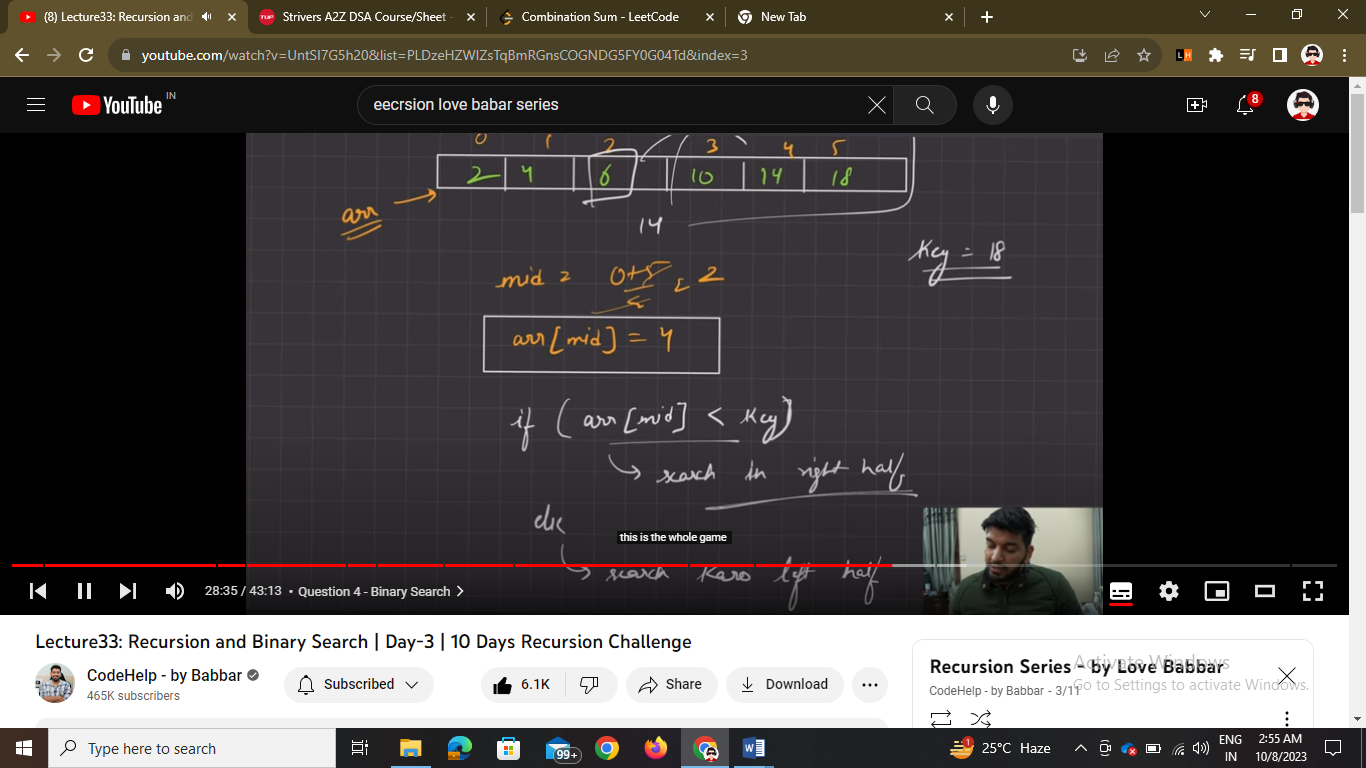 (8) Lecture33: Recursion and
Strivers A2Z DSA Course/Sheet -
Combination Sum - LeetCode
New Tab
youtube.com/watch?v=UntSI7G5h20&list=PLDzeHZWIZsTqBmRGnsCOGNDG5FY0G04Td&index=3
YouTube IN
eecrsion love babar series
8
0 1 2 3 4 5
2 4 6 10 14 18
arr
14
Key = 18
mid = 0+5 2
arr[mid] = 4
if (arr[mid] < Key)
search in right half
else
this is the whole game
search karo left half
28:35 / 43:13 • Question 4 - Binary Search
Lecture33: Recursion and Binary Search | Day-3 | 10 Days Recursion Challenge
CodeHelp - by Babbar
465K subscribers
Subscribed
6.1K
Share
Download
Recursion Series - by Love Babbar
CodeHelp - by Babbar - 3/11
Activate Windows
Go to Settings to activate Windows.
Type here to search
99+
1
25°C Haze
ENG
IN
2:55 AM
10/8/2023